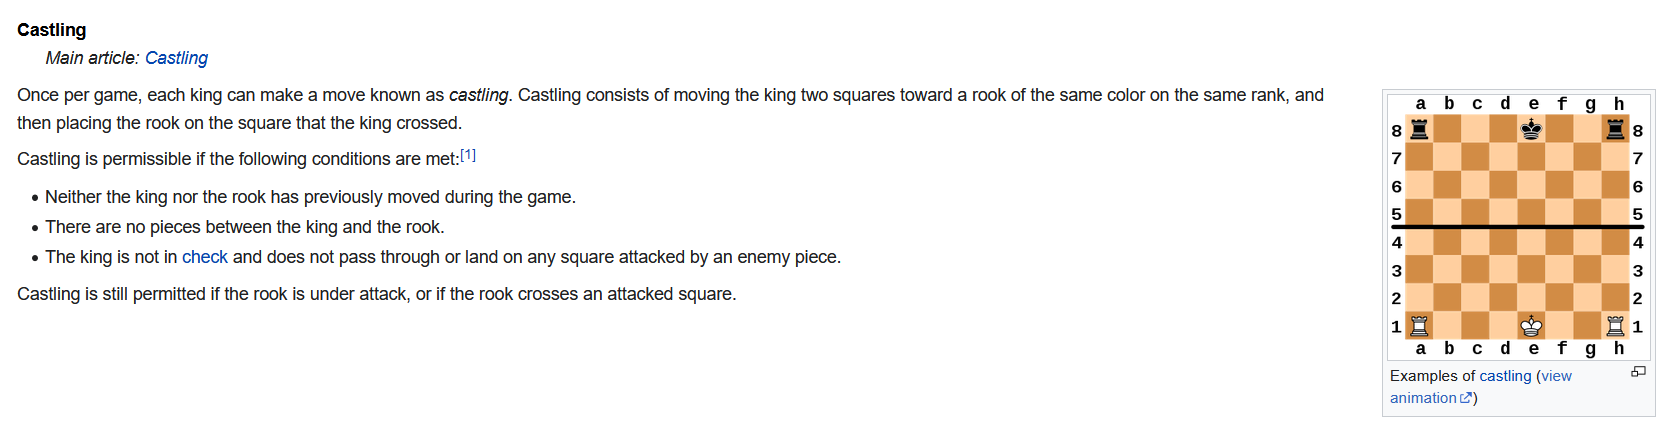 Castling
Main article: Castling
Once per game, each king can make a move known as castling. Castling consists of moving the king two squares toward a rook of the same color on the same rank, and
then placing the rook on the square that the king crossed.
Castling is permissible if the following conditions are met:[1]
• Neither the king nor the rook has previously moved during the game.
• There are no pieces between the king and the rook.
• The king is not in check and does not pass through or land on any square attacked by an enemy piece.
Castling is still permitted if the rook is under attack, or if the rook crosses an attacked square.
a b c d e f g h
8 8
7 7
6 6
5 5
4 4
3 3
2 2
1 1
a b c d e f g h
Examples of castling (view
animation)